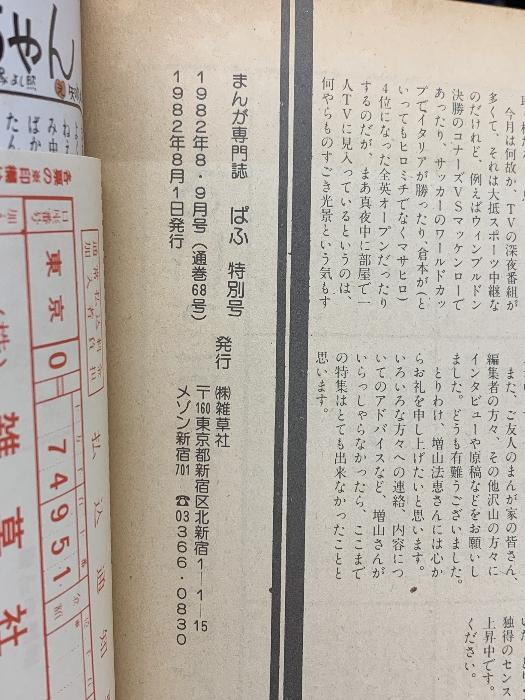 今月は何故か、TVの深夜番組が
多くて、それは大抵スポーツ中継な
のだけれど、例えばウィンブルドン
決勝のコナーズVSマッケンローで
あったり、サッカーのワールドカッ
プでイタリアが勝ったり、倉本が(と
いってもヒロミチでなくマサヒロ)
4位になった全英オープンだったり
するのだが、まあ真夜中に部屋で一
人TVに見入っているというのは、
何やらものすごき光景という気もす
また、ご友人のまんが家の皆さん、
編集者の方々、その他沢山の方々に
インタビューや原稿などをお願いし
ました。どうも有難うございました。
とりわけ、増山法恵さんには心か
らお礼を申し上げたいと思います。
いろいろな方々への連絡、内容につ
いてのアドバイスなど、増山さんが
いらっしゃらなかったら、ここまで
の特集はとても出来なかったことと
思います。
独得のセンス
上昇中です。
ください。
まんが専門誌 ぱふ 特別号
1982年8・9月号(通巻68号)
1982年8月1日発行
発行 ㈱雑草社
〒160東京都新宿区北新宿1―1―15
メゾン新宿701 ☎03・366・0830
ちゃん
口座番号
東京 0
74951
払込通
雑草社